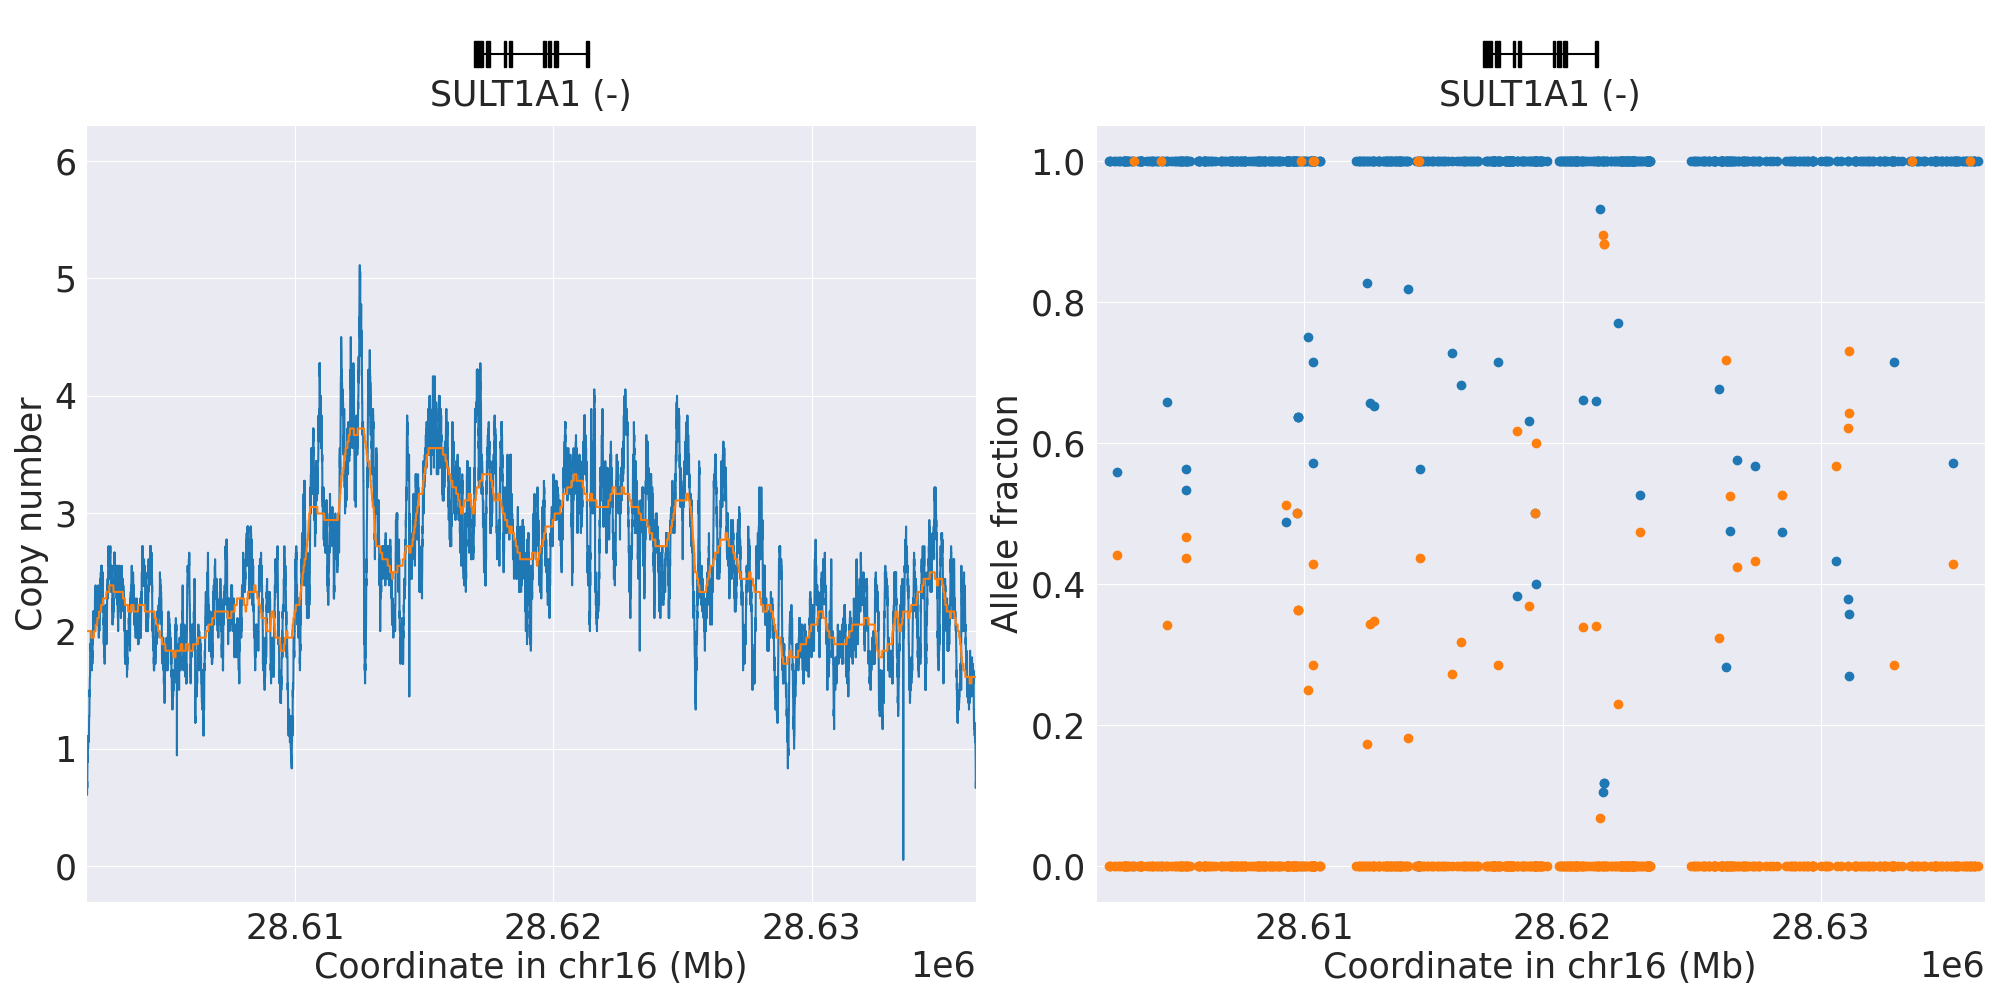 SULT1A1 (-)
6
5
4
3
2
1
0
Copy number
28.61
28.62
28.63
Coordinate in chr16 (Mb)
1e6
SULT1A1 (-)
1.0
0.8
0.6
0.4
0.2
0.0
Allele fraction
28.61
28.62
28.63
Coordinate in chr16 (Mb)
1e6